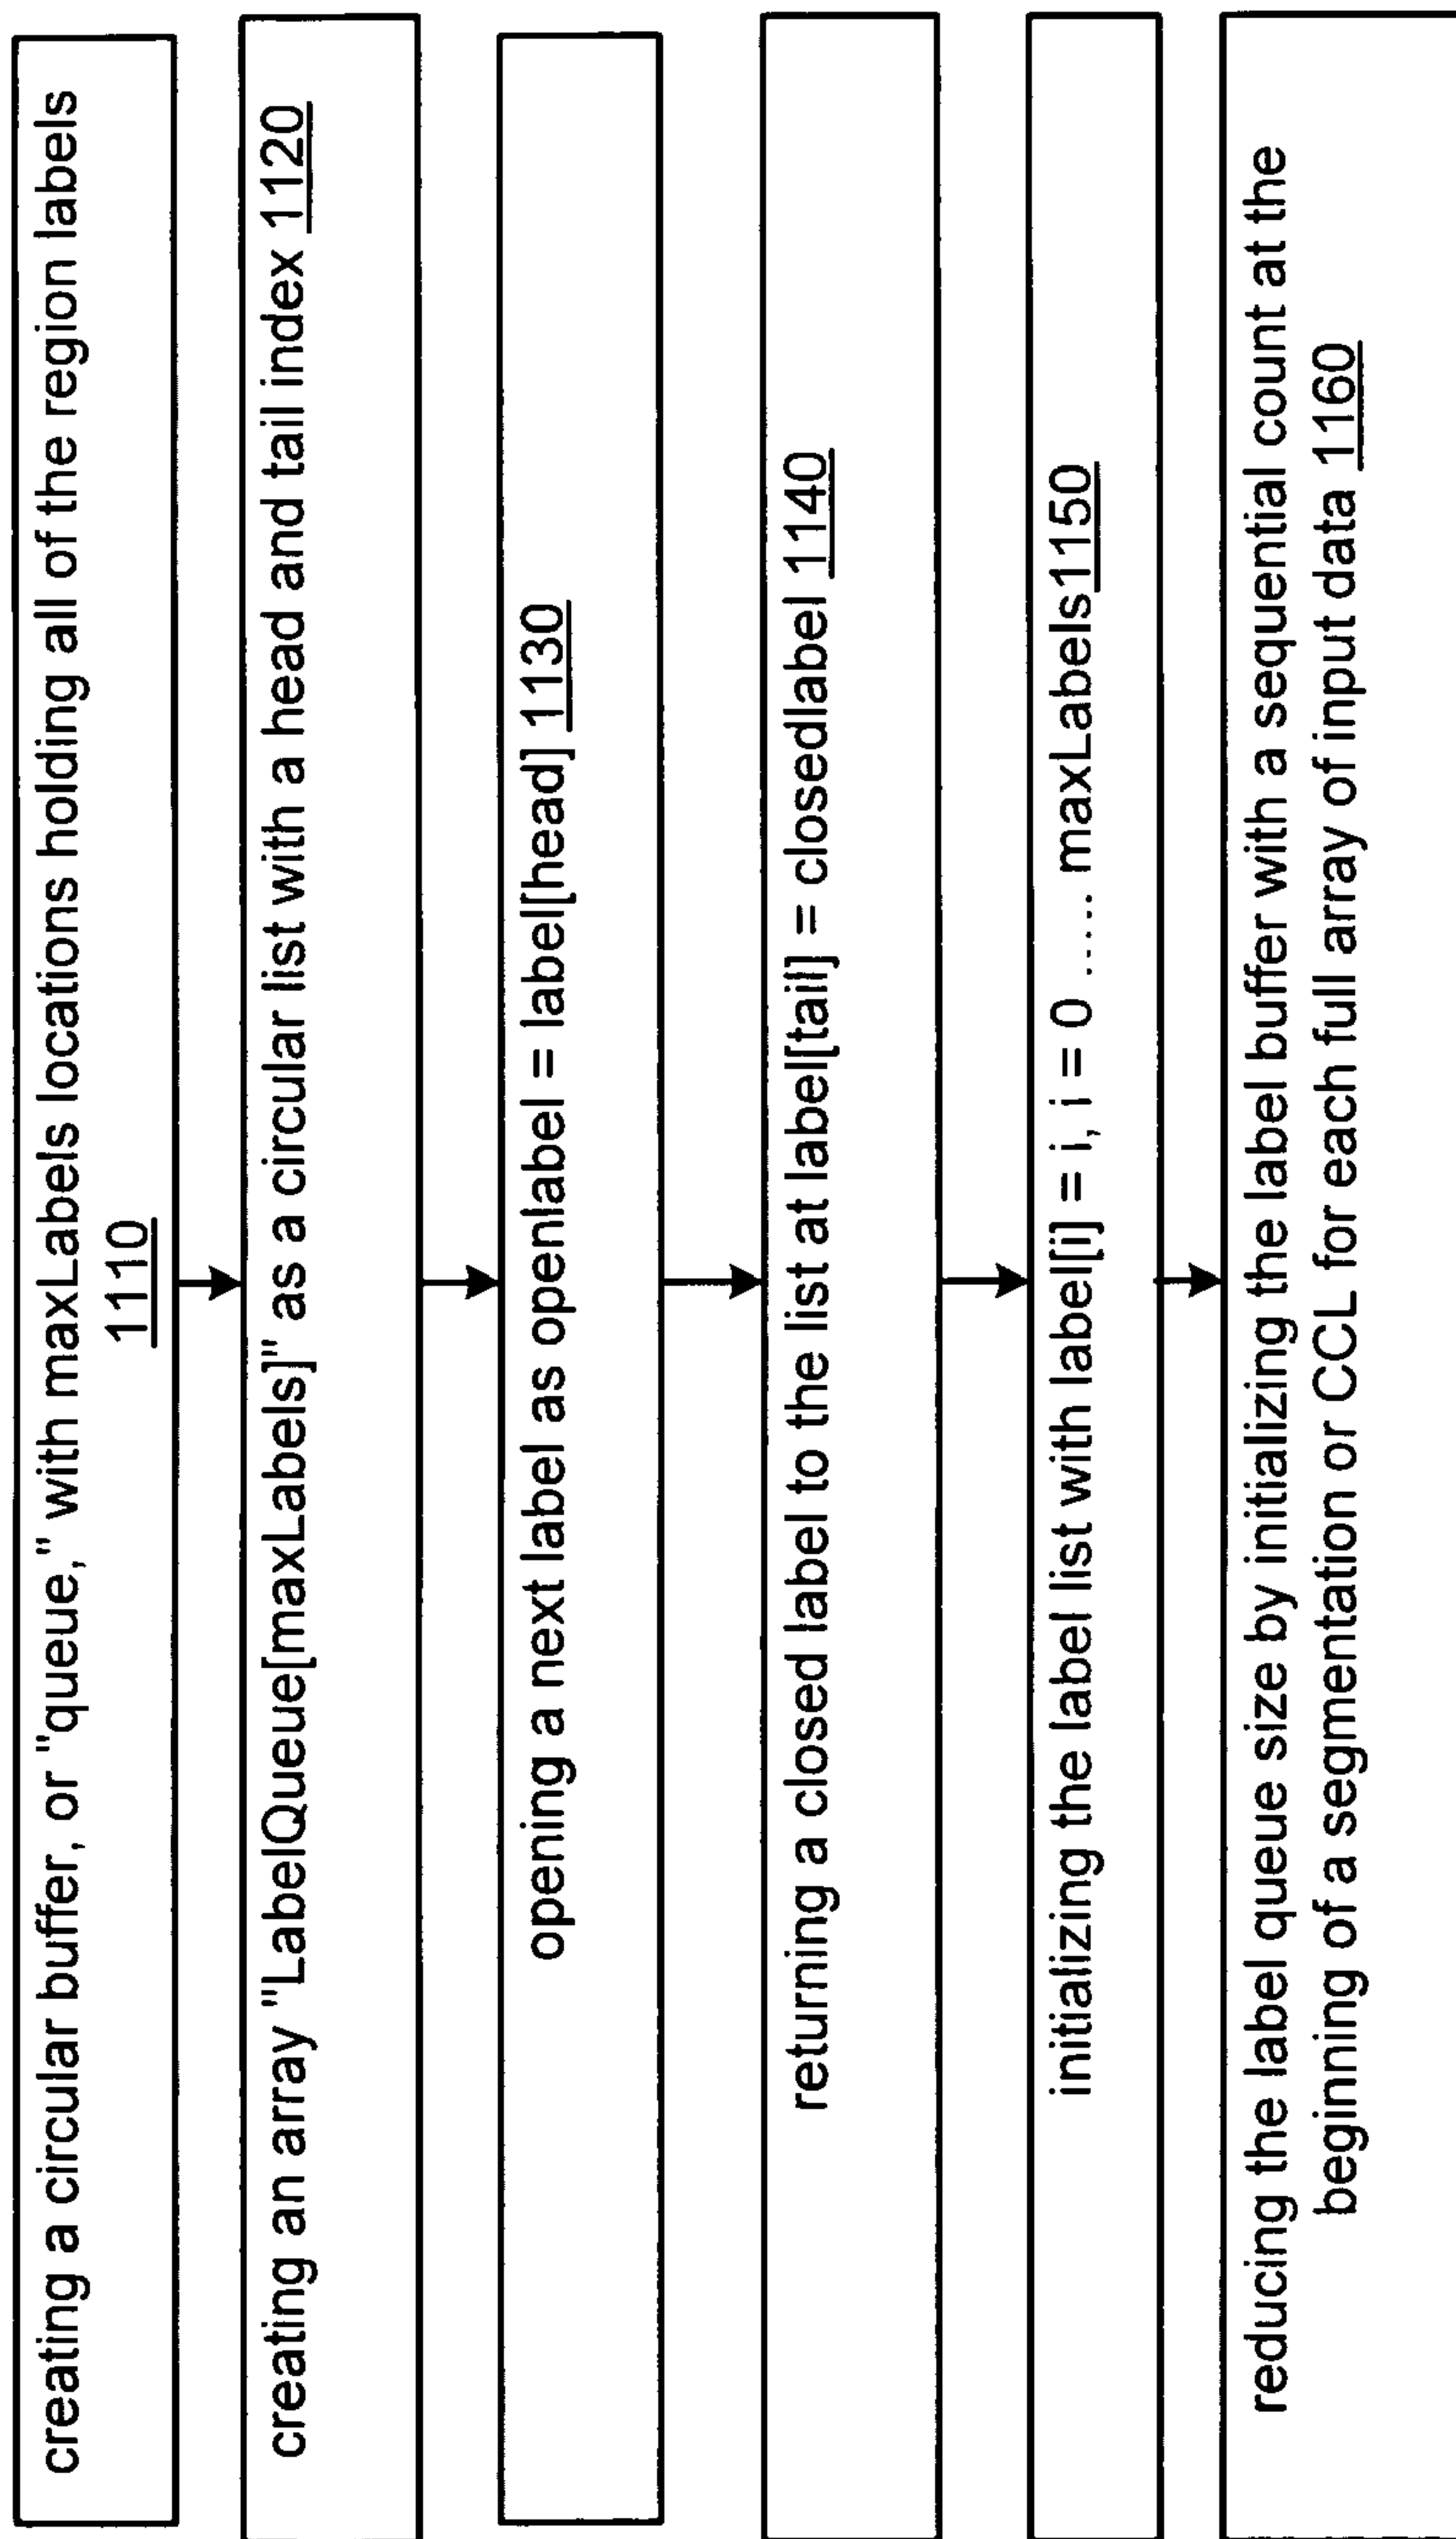 creating a circular buffer, or "queue," with maxLabels locations holding all of the region labels
1110
creating an array "LabelQueue[maxLabels]" as a circular list with a head and tail index 1120
opening a next label as openlabel = label[head] 1130
returning a closed label to the list at label[tail] = closedlabel 1140
initializing the label list with label[i] = i, i = 0 ..... maxLabels1150
reducing the label queue size by initializing the label buffer with a sequential count at the
beginning of a segmentation or CCL for each full array of input data 1160